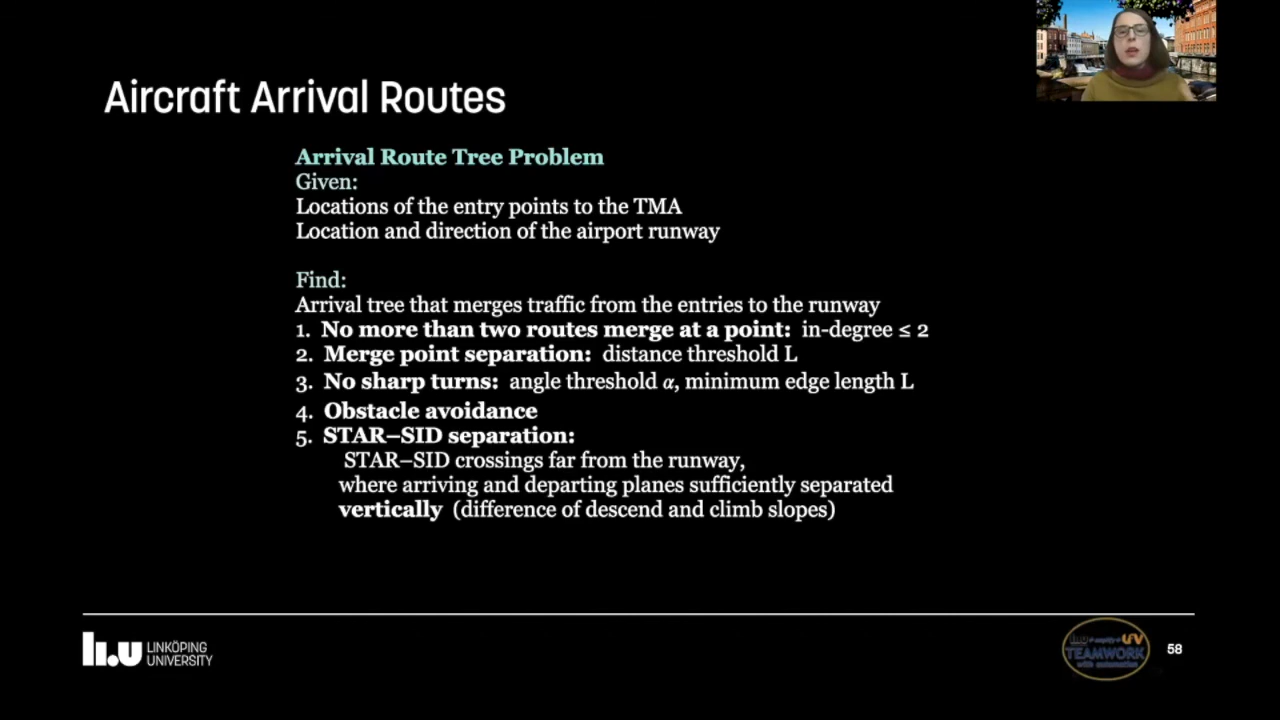 Aircraft Arrival Routes
Arrival Route Tree Problem
Given:
Locations of the entry points to the TMA
Location and direction of the airport runway
Find:
Arrival tree that merges traffic from the entries to the runway
1. No more than two routes merge at a point: in-degree ≤ 2
2. Merge point separation: distance threshold L
3. No sharp turns: angle threshold α, minimum edge length L
4. Obstacle avoidance
5. STAR–SID separation:
STAR–SID crossings far from the runway,
where arriving and departing planes sufficiently separated
vertically (difference of descend and climb slopes)
li.u LINKÖPING
UNIVERSITY
LFV
TEAMWORK
with automation
58